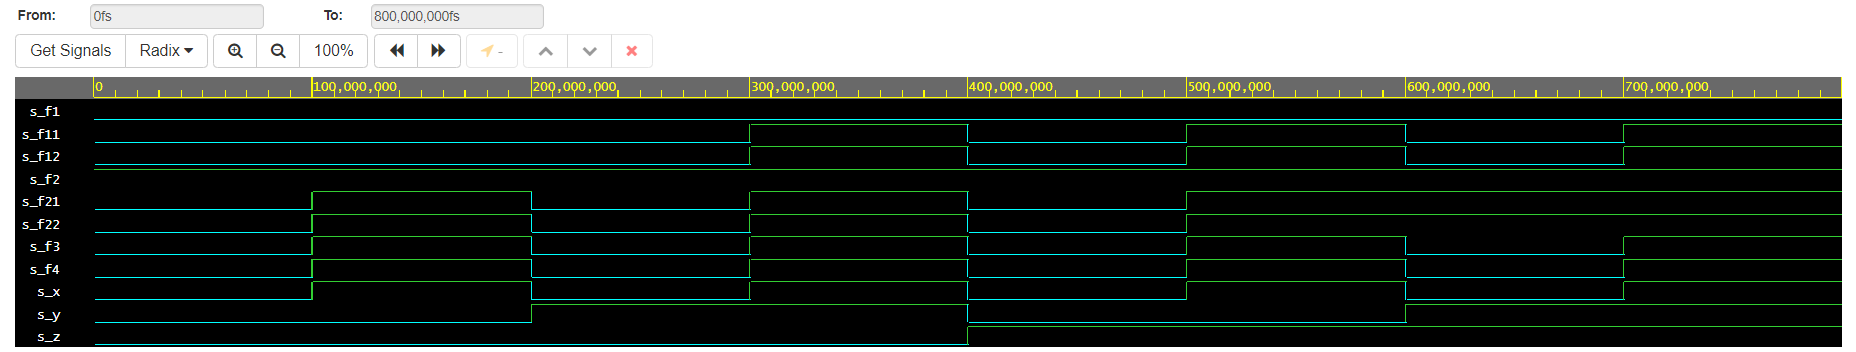 From: 0fs To: 800,000,000fs
Get Signals Radix 100% -
0 100,000,000 200,000,000 300,000,000 400,000,000 500,000,000 600,000,000 700,000,000
s_f1
s_f11
s_f12
s_f2
s_f21
s_f22
s_f3
s_f4
s_x
s_y
s_z